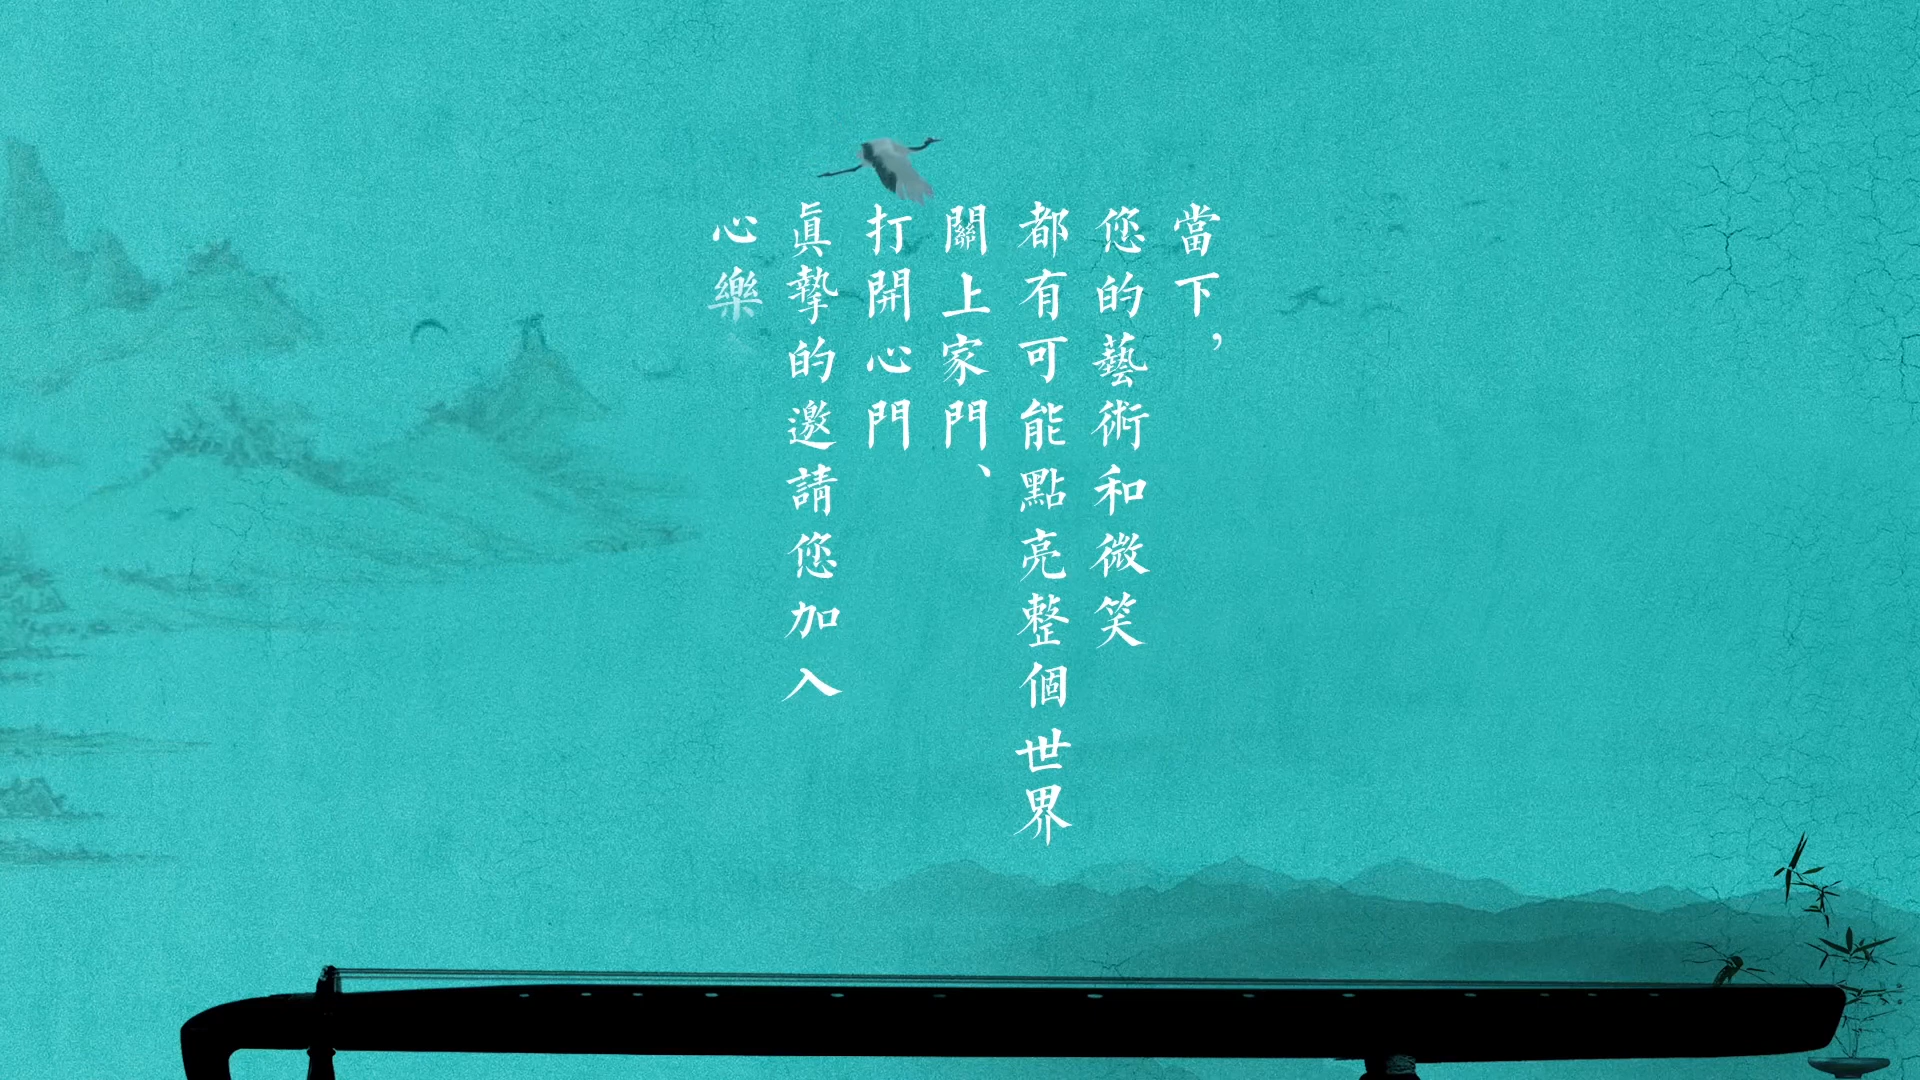 當下，
您的藝術和微笑
都有可能點亮整個世界
關上家門、
打開心門
眞摯的邀請您加入
心樂